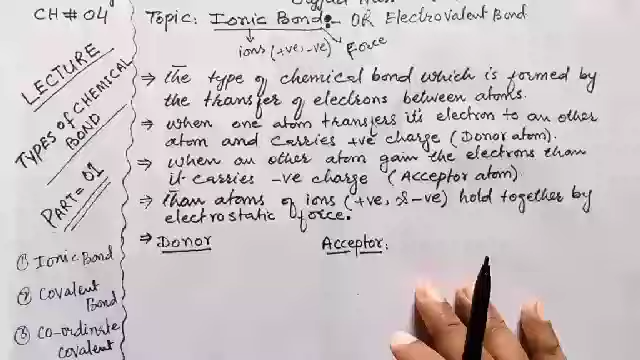 CH # 04
Topic: Ionic Bond:- OR Electrovalent Bond
ions (+ve, -ve) Force
LECTURE
TYPES OF CHEMICAL
BOND
PART= 01
① Ionic Bond
② Covalent
Bond
③ Co-ordinate
covalent
⇒ The type of chemical bond which is formed by
the transfer of electrons between atoms.
⇒ when one atom transfers it's electron to an other
atom and carries +ve charge (Donor atom).
⇒ when an other atom gain the electrons than
it carries -ve charge (Acceptor atom).
⇒ Than atoms of ions (+ve, & -ve) hold together by
electrostatic force.
⇒ Donor Acceptor: